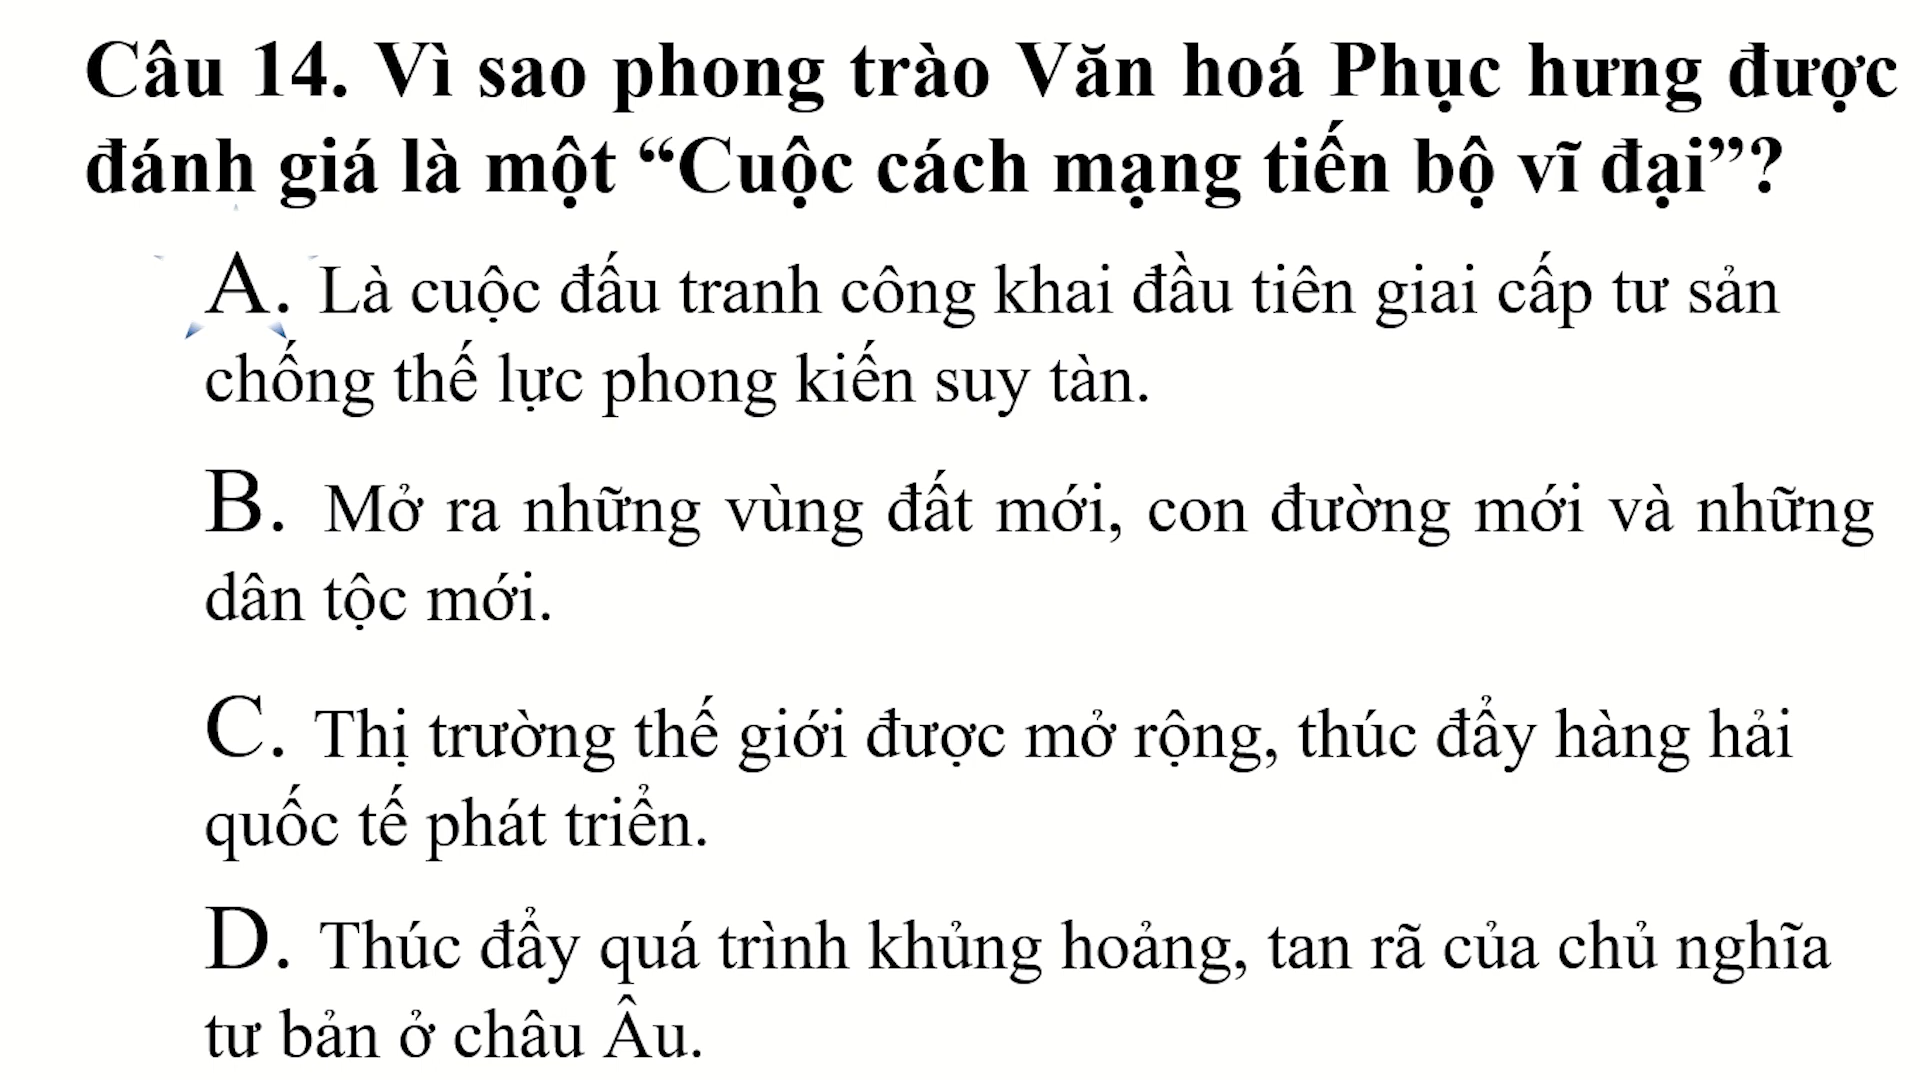 Câu 14. Vì sao phong trào Văn hoá Phục hưng được
đánh giá là một “Cuộc cách mạng tiến bộ vĩ đại”?
A. Là cuộc đấu tranh công khai đầu tiên giai cấp tư sản
chống thế lực phong kiến suy tàn.
B. Mở ra những vùng đất mới, con đường mới và những
dân tộc mới.
C. Thị trường thế giới được mở rộng, thúc đẩy hàng hải
quốc tế phát triển.
D. Thúc đẩy quá trình khủng hoảng, tan rã của chủ nghĩa
tư bản ở châu Âu.